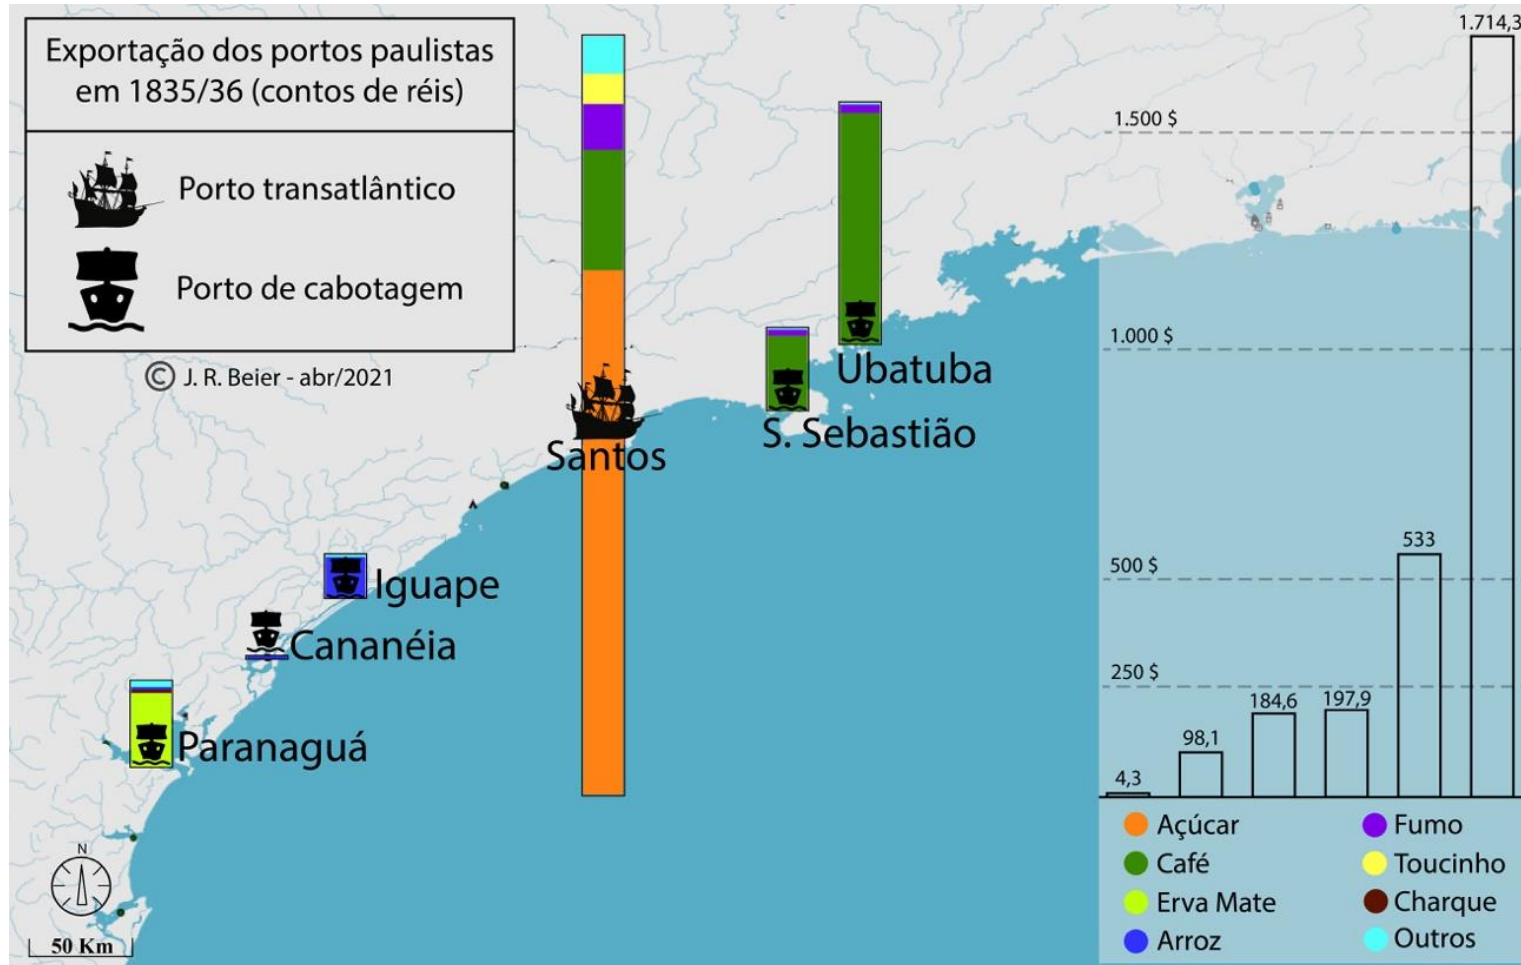 Exportação dos portos paulistas
em 1835/36 (contos de réis)
Porto transatlântico
Porto de cabotagem
© J. R. Beier - abr/2021
Ubatuba
S. Sebastião
Santos
Iguape
Cananéia
Paranaguá
N
50 Km
1.714,3
1.500 $
1.000 $
533
500 $
250 $
184,6
197,9
98,1
4,3
Açúcar
Café
Erva Mate
Arroz
Fumo
Toucinho
Charque
Outros